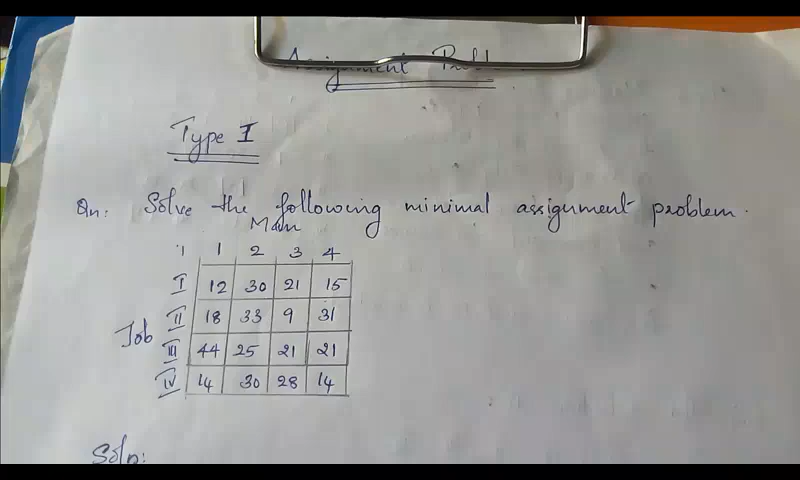 Assignment
Type I
Qn: Solve the following minimal assignment problem.
Man
1 2 3 4
I 12 30 21 15
II 18 33 9 31
Job
III 44 25 21 21
IV 14 30 28 14
Soln: